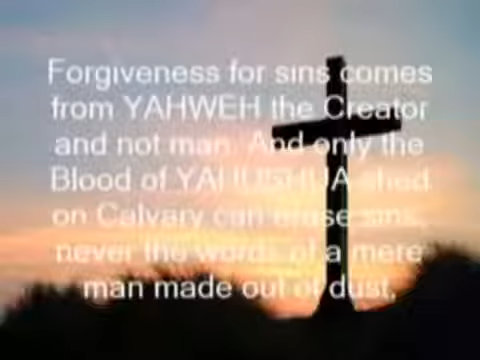 Forgiveness for sins comes
from YAHWEH the Creator
and not man. And only the
Blood of YAHUSHUA shed
on Calvary can erase sins,
never the words of a mere
man made out of dust,